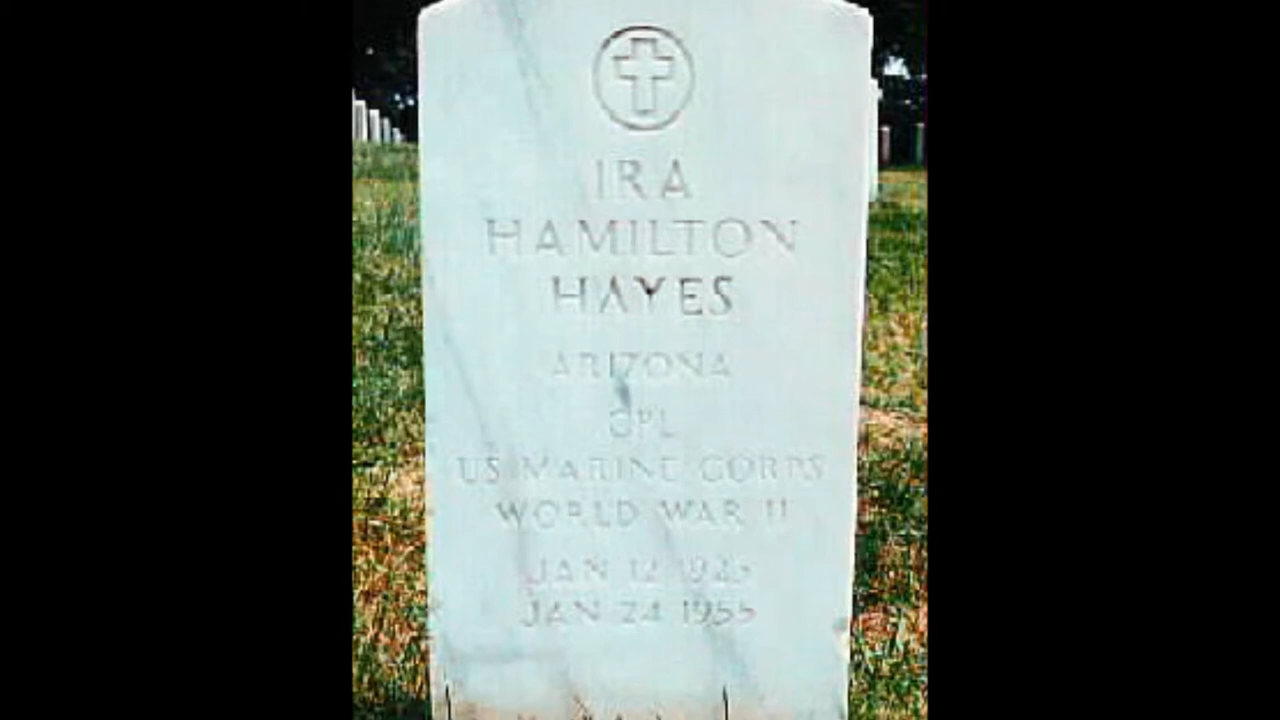 IRA
HAMILTON
HAYES
ARIZONA
CPL
US MARINE CORPS
WORLD WAR II
JAN 12 1923
JAN 24 1955